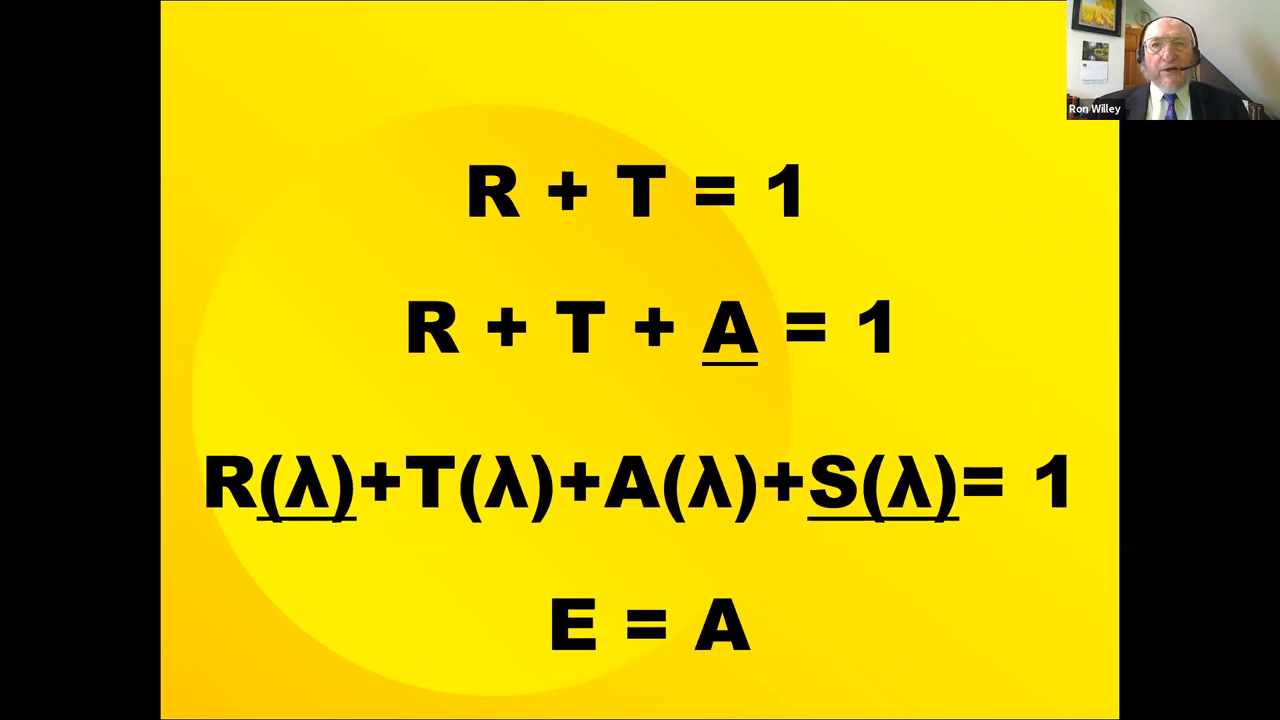 Ron Willey
R + T = 1
R + T + A = 1
R(λ)+T(λ)+A(λ)+S(λ)= 1
E = A